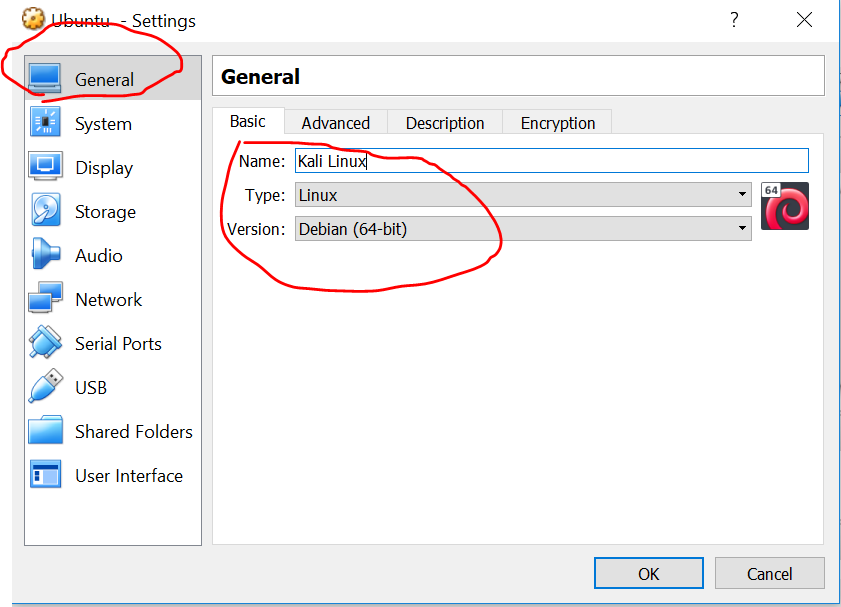 Ubuntu - Settings ?
General
System
Display
Storage
Audio
Network
Serial Ports
USB
Shared Folders
User Interface
General
Basic Advanced Description Encryption
Name: Kali Linux
Type: Linux
64
Version: Debian (64-bit)
OK Cancel